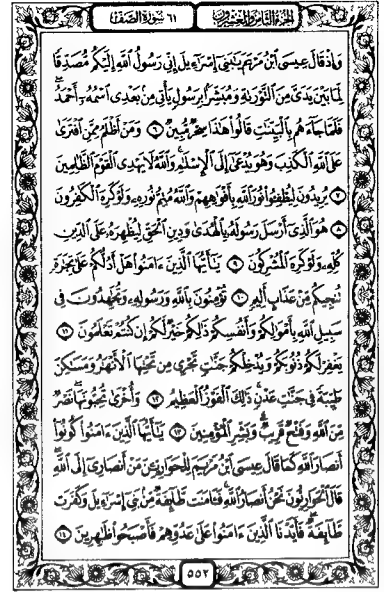 الجزء الثامن والعشرون ٦١ سورة الصف
وَإِذْ قَالَ عِيسَى ابْنُ مَرْيَمَ يَـٰبَنِىٓ إِسْرَٰٓءِيلَ إِنِّى رَسُولُ ٱللَّهِ إِلَيْكُم مُّصَدِّقًا
لِّمَا بَيْنَ يَدَىَّ مِنَ ٱلتَّوْرَىٰةِ وَمُبَشِّرًۢا بِرَسُولٍ يَأْتِى مِنۢ بَعْدِى ٱسْمُهُۥٓ أَحْمَدُ ۖ
فَلَمَّا جَآءَهُم بِٱلْبَيِّنَـٰتِ قَالُوا۟ هَـٰذَا سِحْرٌ مُّبِينٌ ٦ وَمَنْ أَظْلَمُ مِمَّنِ ٱفْتَرَىٰ
عَلَى ٱللَّهِ ٱلْكَذِبَ وَهُوَ يُدْعَىٰٓ إِلَى ٱلْإِسْلَـٰمِ ۚ وَٱللَّهُ لَا يَهْدِى ٱلْقَوْمَ ٱلظَّـٰلِمِينَ
٧ يُرِيدُونَ لِيُطْفِـُٔوا۟ نُورَ ٱللَّهِ بِأَفْوَٰهِهِمْ وَٱللَّهُ مُتِمُّ نُورِهِۦ وَلَوْ كَرِهَ ٱلْكَـٰفِرُونَ
٨ هُوَ ٱلَّذِىٓ أَرْسَلَ رَسُولَهُۥ بِٱلْهُدَىٰ وَدِينِ ٱلْحَقِّ لِيُظْهِرَهُۥ عَلَى ٱلدِّينِ
كُلِّهِۦ وَلَوْ كَرِهَ ٱلْمُشْرِكُونَ ٩ يَـٰٓأَيُّهَا ٱلَّذِينَ ءَامَنُوا۟ هَلْ أَدُلُّكُمْ عَلَىٰ تِجَـٰرَةٍ
تُنجِيكُم مِّنْ عَذَابٍ أَلِيمٍ ١٠ تُؤْمِنُونَ بِٱللَّهِ وَرَسُولِهِۦ وَتُجَـٰهِدُونَ فِى
سَبِيلِ ٱللَّهِ بِأَمْوَٰلِكُمْ وَأَنفُسِكُمْ ۚ ذَٰلِكُمْ خَيْرٌ لَّكُمْ إِن كُنتُمْ تَعْلَمُونَ ١١
يَغْفِرْ لَكُمْ ذُنُوبَكُمْ وَيُدْخِلْكُمْ جَنَّـٰتٍ تَجْرِى مِن تَحْتِهَا ٱلْأَنْهَـٰرُ وَمَسَـٰكِنَ
طَيِّبَةً فِى جَنَّـٰتِ عَدْنٍ ۚ ذَٰلِكَ ٱلْفَوْزُ ٱلْعَظِيمُ ١٢ وَأُخْرَىٰ تُحِبُّونَهَا ۖ نَصْرٌ
مِّنَ ٱللَّهِ وَفَتْحٌ قَرِيبٌ ۗ وَبَشِّرِ ٱلْمُؤْمِنِينَ ١٣ يَـٰٓأَيُّهَا ٱلَّذِينَ ءَامَنُوا۟ كُونُوٓا۟
أَنصَارَ ٱللَّهِ كَمَا قَالَ عِيسَى ٱبْنُ مَرْيَمَ لِلْحَوَارِيِّـۧنَ مَنْ أَنصَارِىٓ إِلَى ٱللَّهِ ۖ
قَالَ ٱلْحَوَارِيُّونَ نَحْنُ أَنصَارُ ٱللَّهِ ۖ فَـَٔامَنَت طَّآئِفَةٌ مِّنۢ بَنِىٓ إِسْرَٰٓءِيلَ وَكَفَرَت
طَّآئِفَةٌ ۖ فَأَيَّدْنَا ٱلَّذِينَ ءَامَنُوا۟ عَلَىٰ عَدُوِّهِمْ فَأَصْبَحُوا۟ ظَـٰهِرِينَ ١٤
٥٥٢